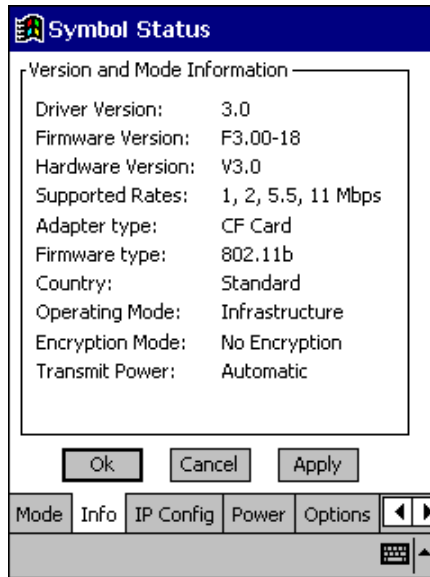 Symbol Status
Version and Mode Information
Driver Version: 3.0
Firmware Version: F3.00-18
Hardware Version: V3.0
Supported Rates: 1, 2, 5.5, 11 Mbps
Adapter type: CF Card
Firmware type: 802.11b
Country: Standard
Operating Mode: Infrastructure
Encryption Mode: No Encryption
Transmit Power: Automatic
Ok Cancel Apply
Mode Info IP Config Power Options